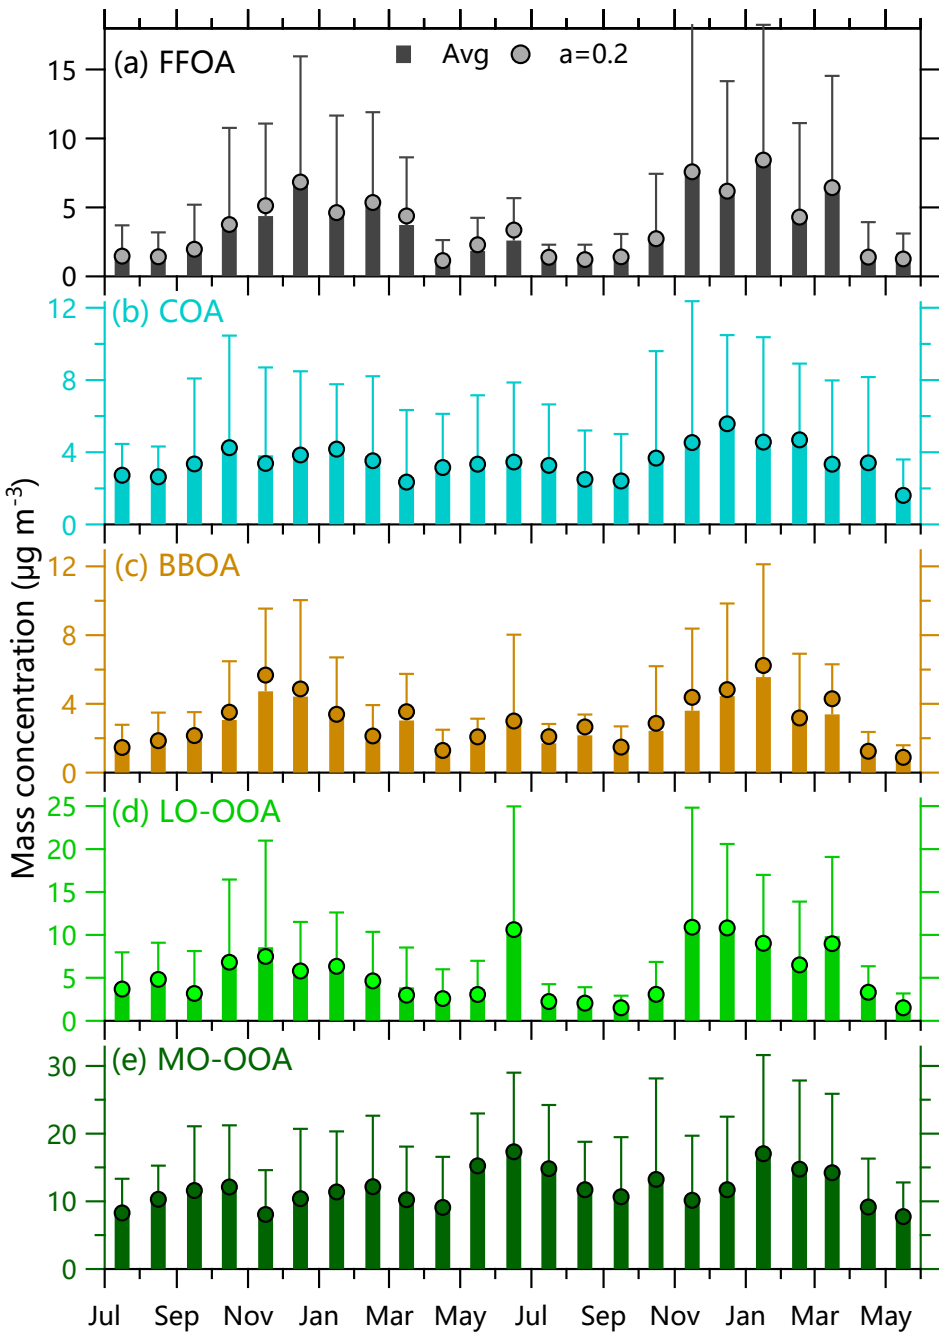 (a) FFOA
Avg
a=0.2
15
10
5
0
(b) COA
12
8
4
0
(c) BBOA
12
8
4
0
(d) LO-OOA
25
20
15
10
5
0
(e) MO-OOA
30
20
10
0
Mass concentration (µg m⁻³)
Jul Sep Nov Jan Mar May Jul Sep Nov Jan Mar May